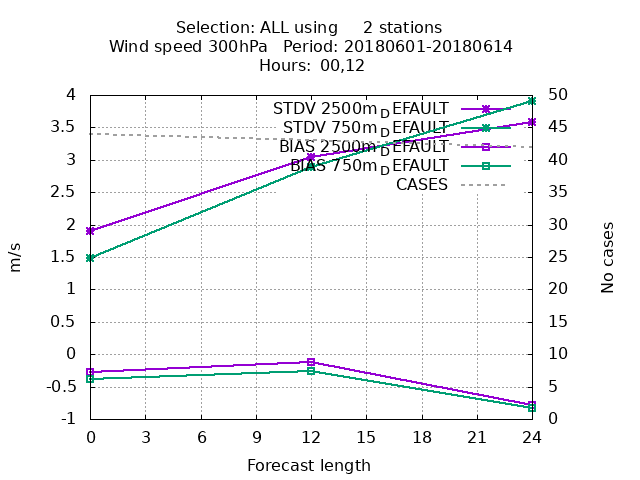 Selection: ALL using     2 stations
Wind speed 300hPa   Period: 20180601-20180614
Hours:  00,12
STDV 2500m_DEFAULT
STDV 750m_DEFAULT
BIAS 2500m_DEFAULT
BIAS 750m_DEFAULT
CASES
4
3.5
3
2.5
2
1.5
1
0.5
0
-0.5
-1
m/s
50
45
40
35
30
25
20
15
10
5
0
No cases
0 3 6 9 12 15 18 21 24
Forecast length